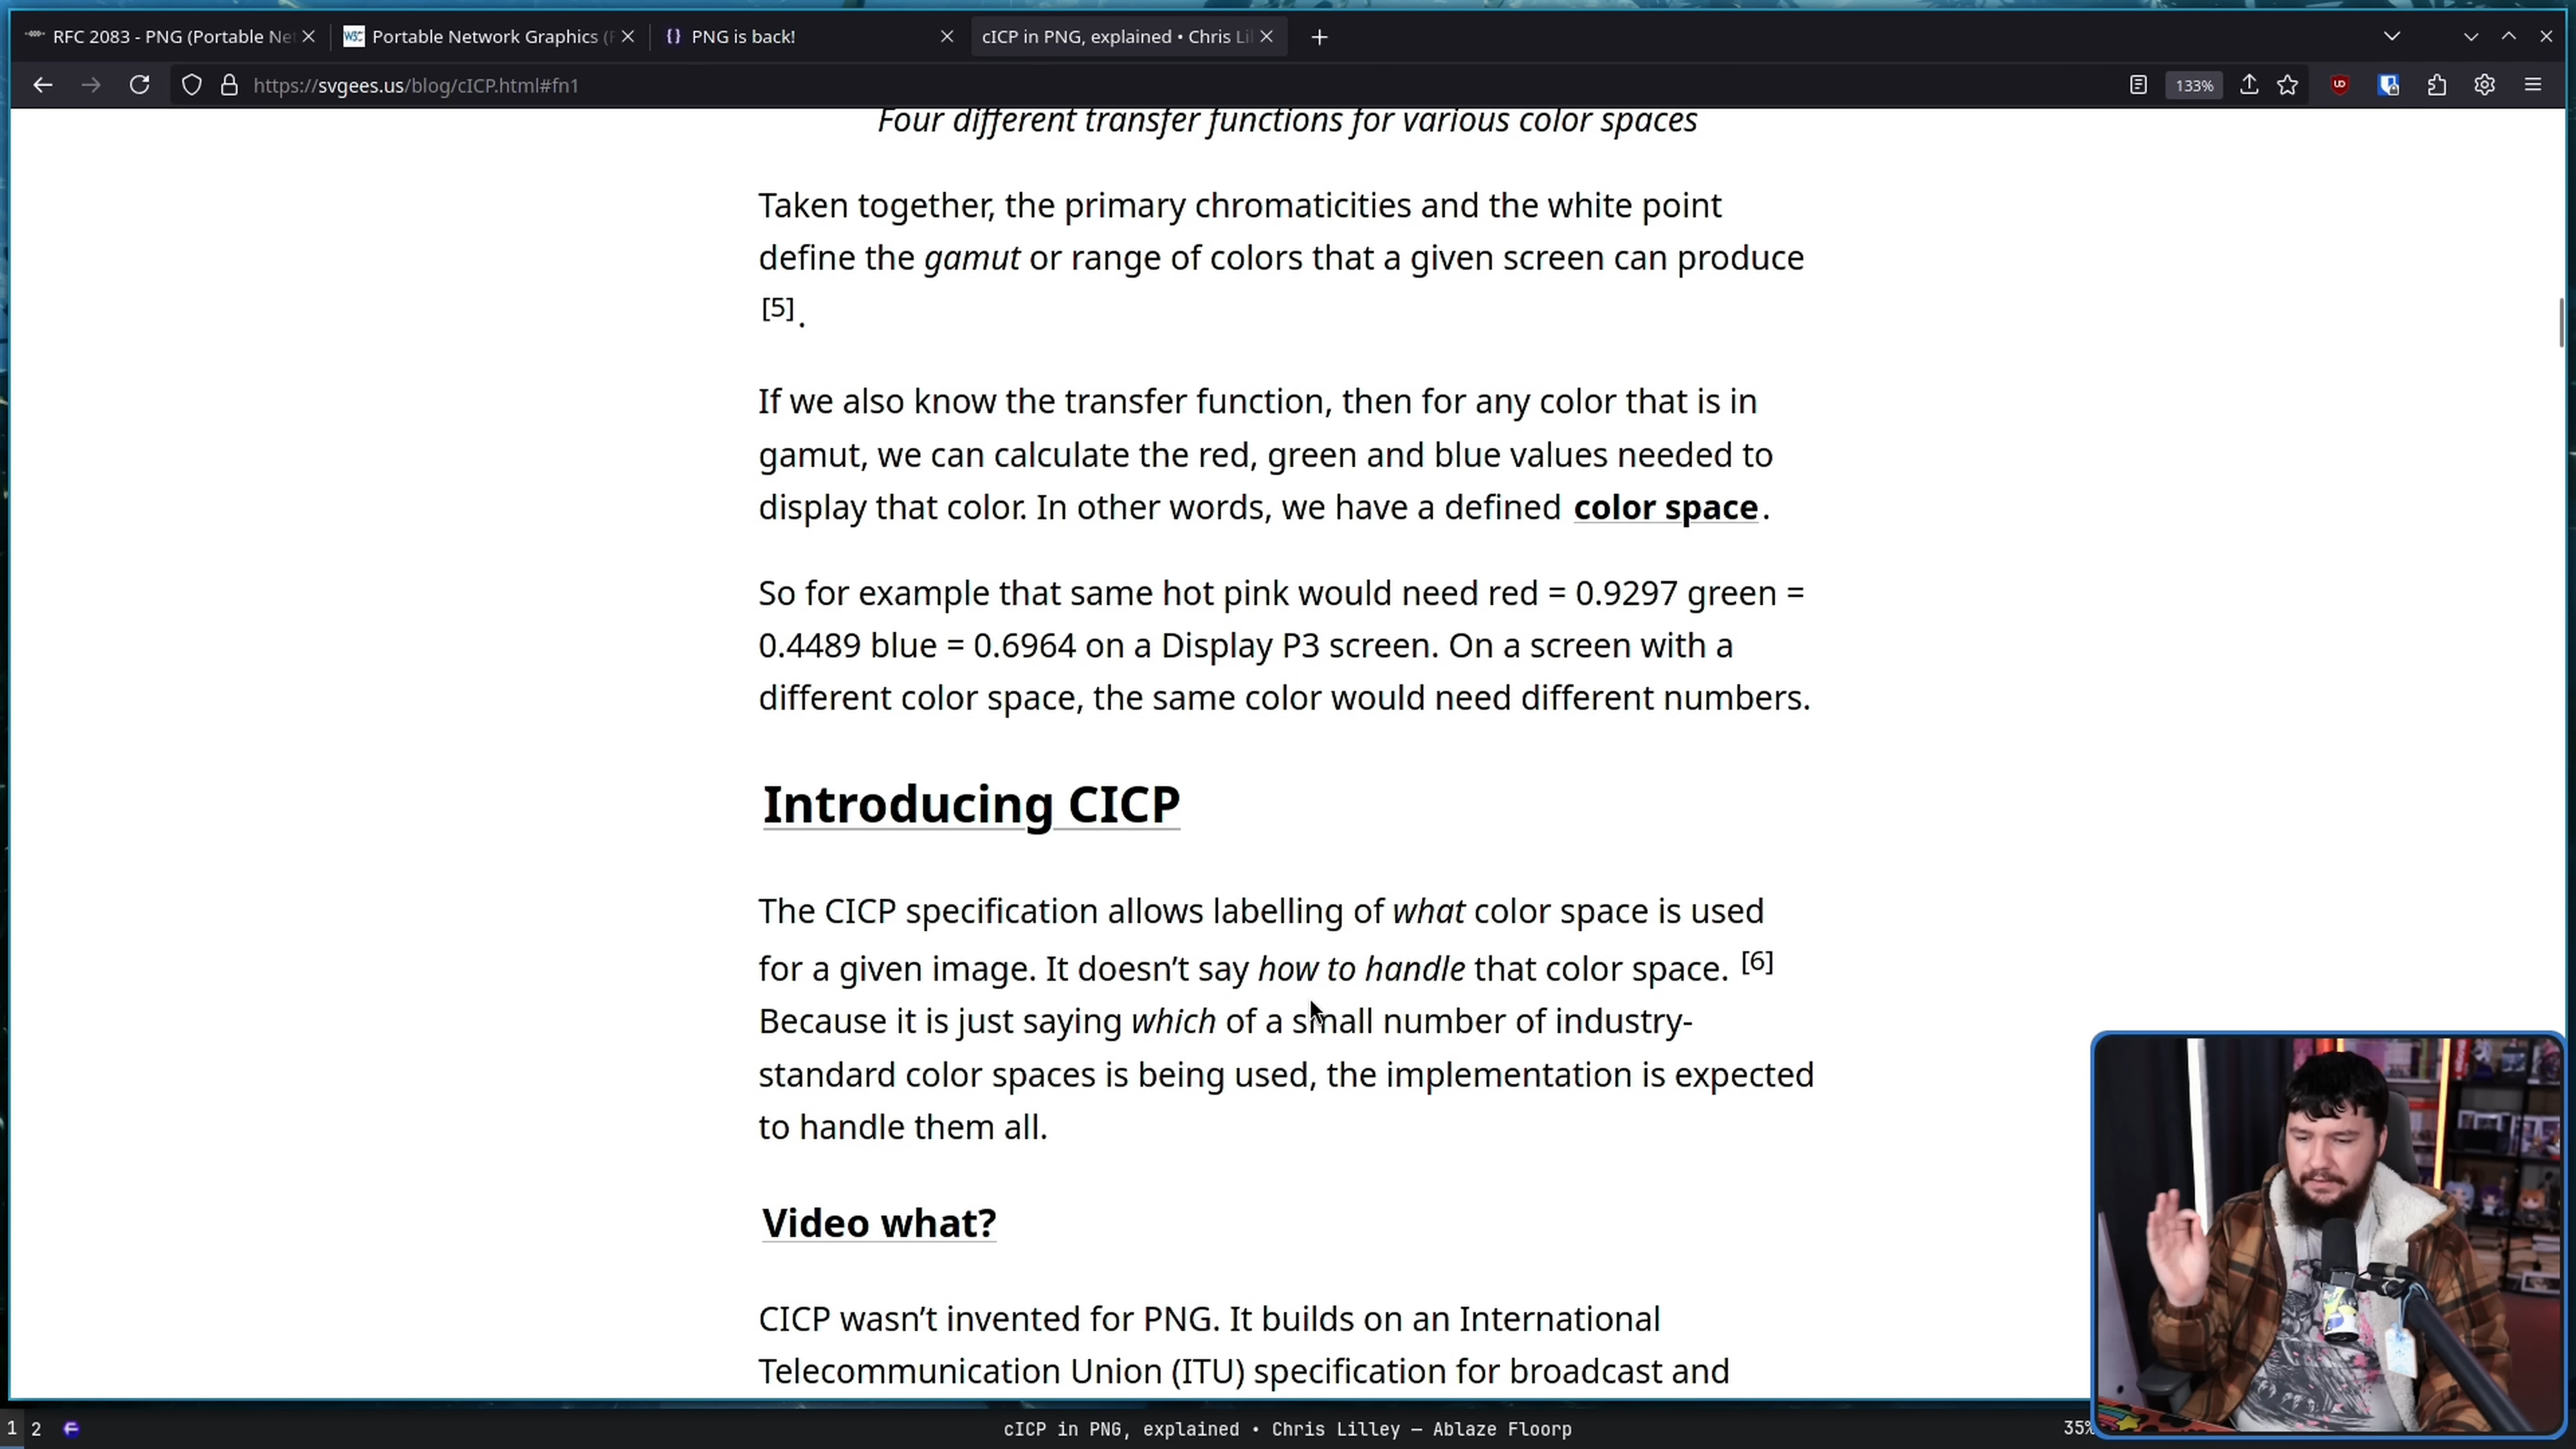 RFC 2083 - PNG (Portable Ne
Portable Network Graphics (
PNG is back!
cICP in PNG, explained • Chris Lil
https://svgees.us/blog/cICP.html#fn1
133%
Four different transfer functions for various color spaces
Taken together, the primary chromaticities and the white point
define the gamut or range of colors that a given screen can produce
[5].
If we also know the transfer function, then for any color that is in
gamut, we can calculate the red, green and blue values needed to
display that color. In other words, we have a defined color space.
So for example that same hot pink would need red = 0.9297 green =
0.4489 blue = 0.6964 on a Display P3 screen. On a screen with a
different color space, the same color would need different numbers.
Introducing CICP
The CICP specification allows labelling of what color space is used
for a given image. It doesn’t say how to handle that color space. [6]
Because it is just saying which of a small number of industry-
standard color spaces is being used, the implementation is expected
to handle them all.
Video what?
CICP wasn’t invented for PNG. It builds on an International
Telecommunication Union (ITU) specification for broadcast and
1 2
cICP in PNG, explained • Chris Lilley — Ablaze Floorp
35%